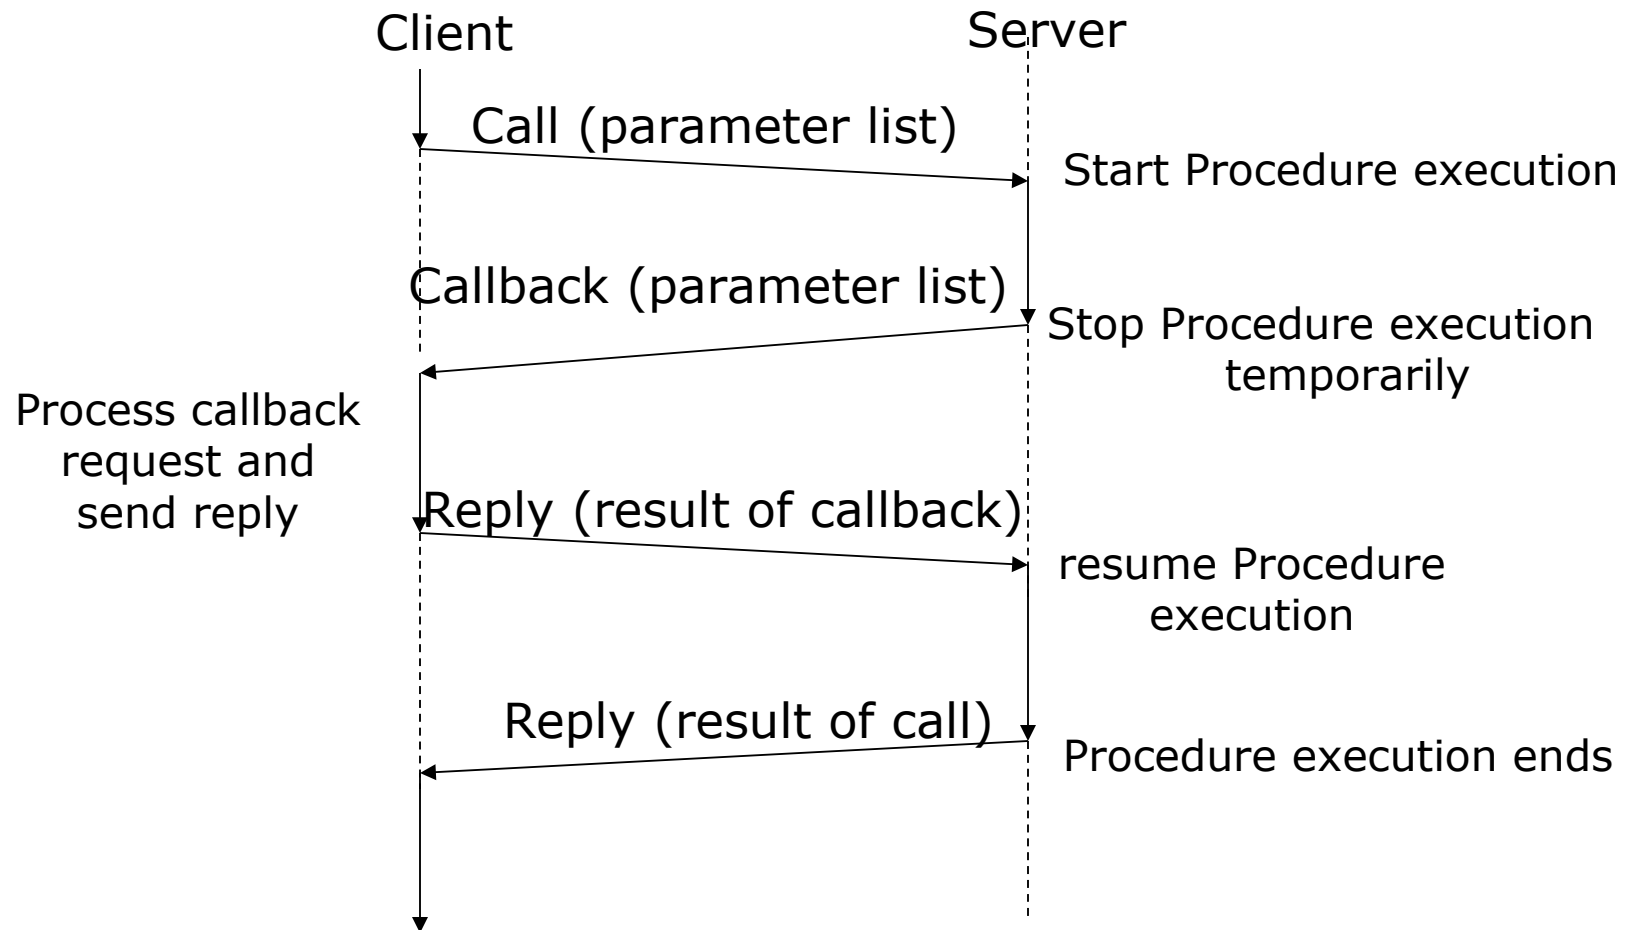 Client
Server
Call (parameter list)
Start Procedure execution
Callback (parameter list)
Stop Procedure execution
temporarily
Process callback
request and
send reply
Reply (result of callback)
resume Procedure
execution
Reply (result of call)
Procedure execution ends